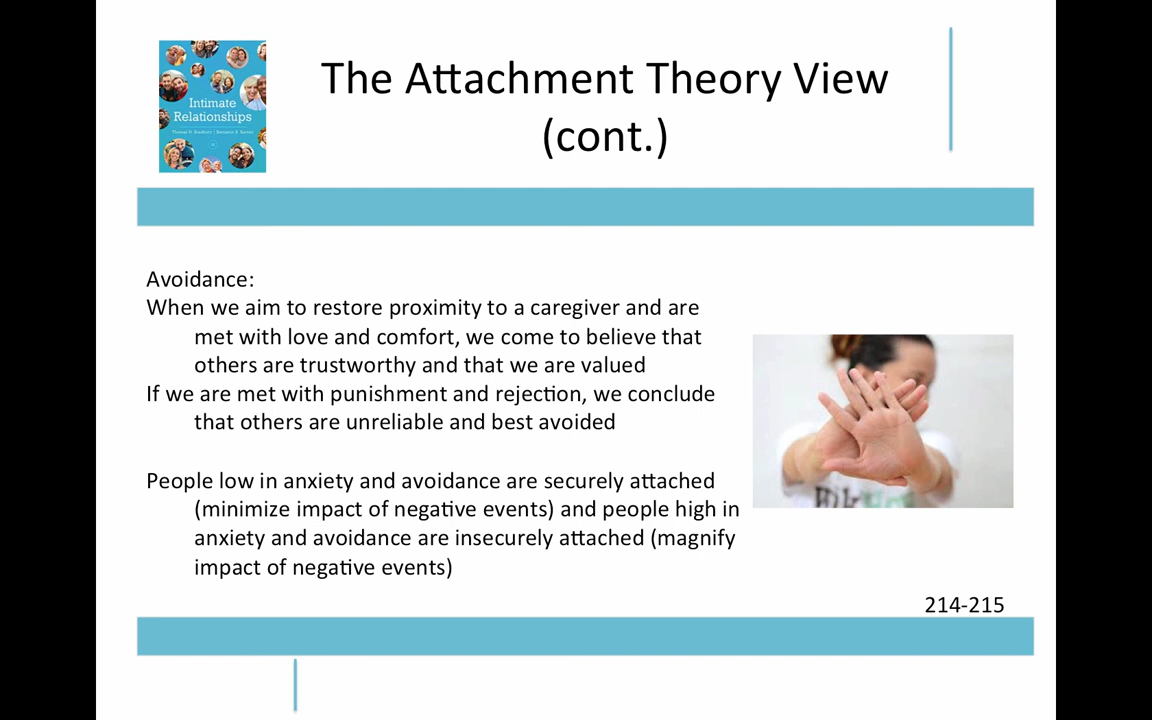 Intimate
Relationships
The Attachment Theory View
(cont.)
Avoidance:
When we aim to restore proximity to a caregiver and are
met with love and comfort, we come to believe that
others are trustworthy and that we are valued
If we are met with punishment and rejection, we conclude
that others are unreliable and best avoided
People low in anxiety and avoidance are securely attached
(minimize impact of negative events) and people high in
anxiety and avoidance are insecurely attached (magnify
impact of negative events)
214-215